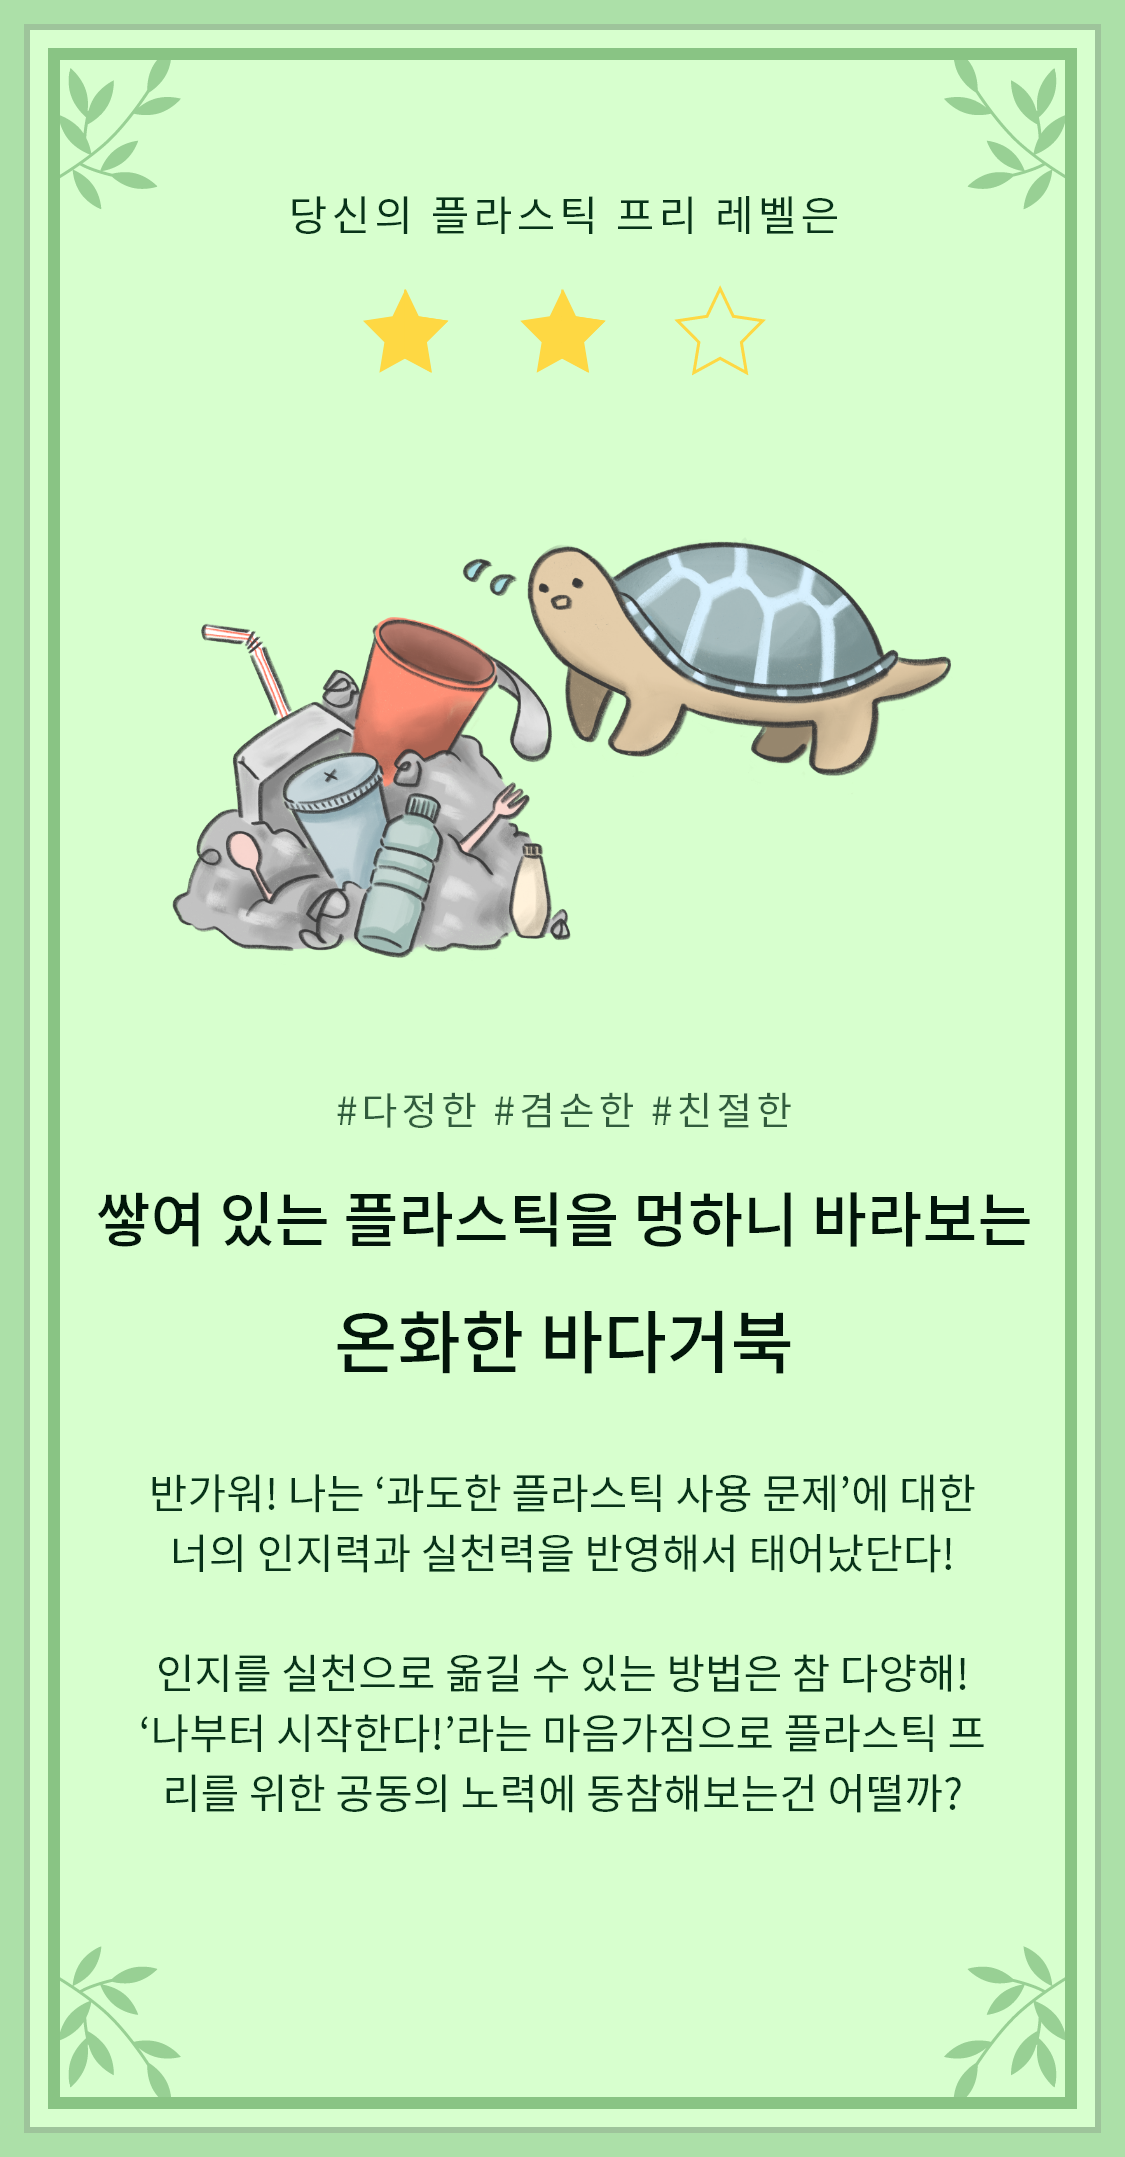 당신의 플라스틱 프리 레벨은
#다정한 #겸손한 #친절한
쌓여 있는 플라스틱을 멍하니 바라보는
온화한 바다거북
반가워! 나는 ‘과도한 플라스틱 사용 문제’에 대한
너의 인지력과 실천력을 반영해서 태어났단다!
인지를 실천으로 옮길 수 있는 방법은 참 다양해!
‘나부터 시작한다!’라는 마음가짐으로 플라스틱 프
리를 위한 공동의 노력에 동참해보는건 어떨까?